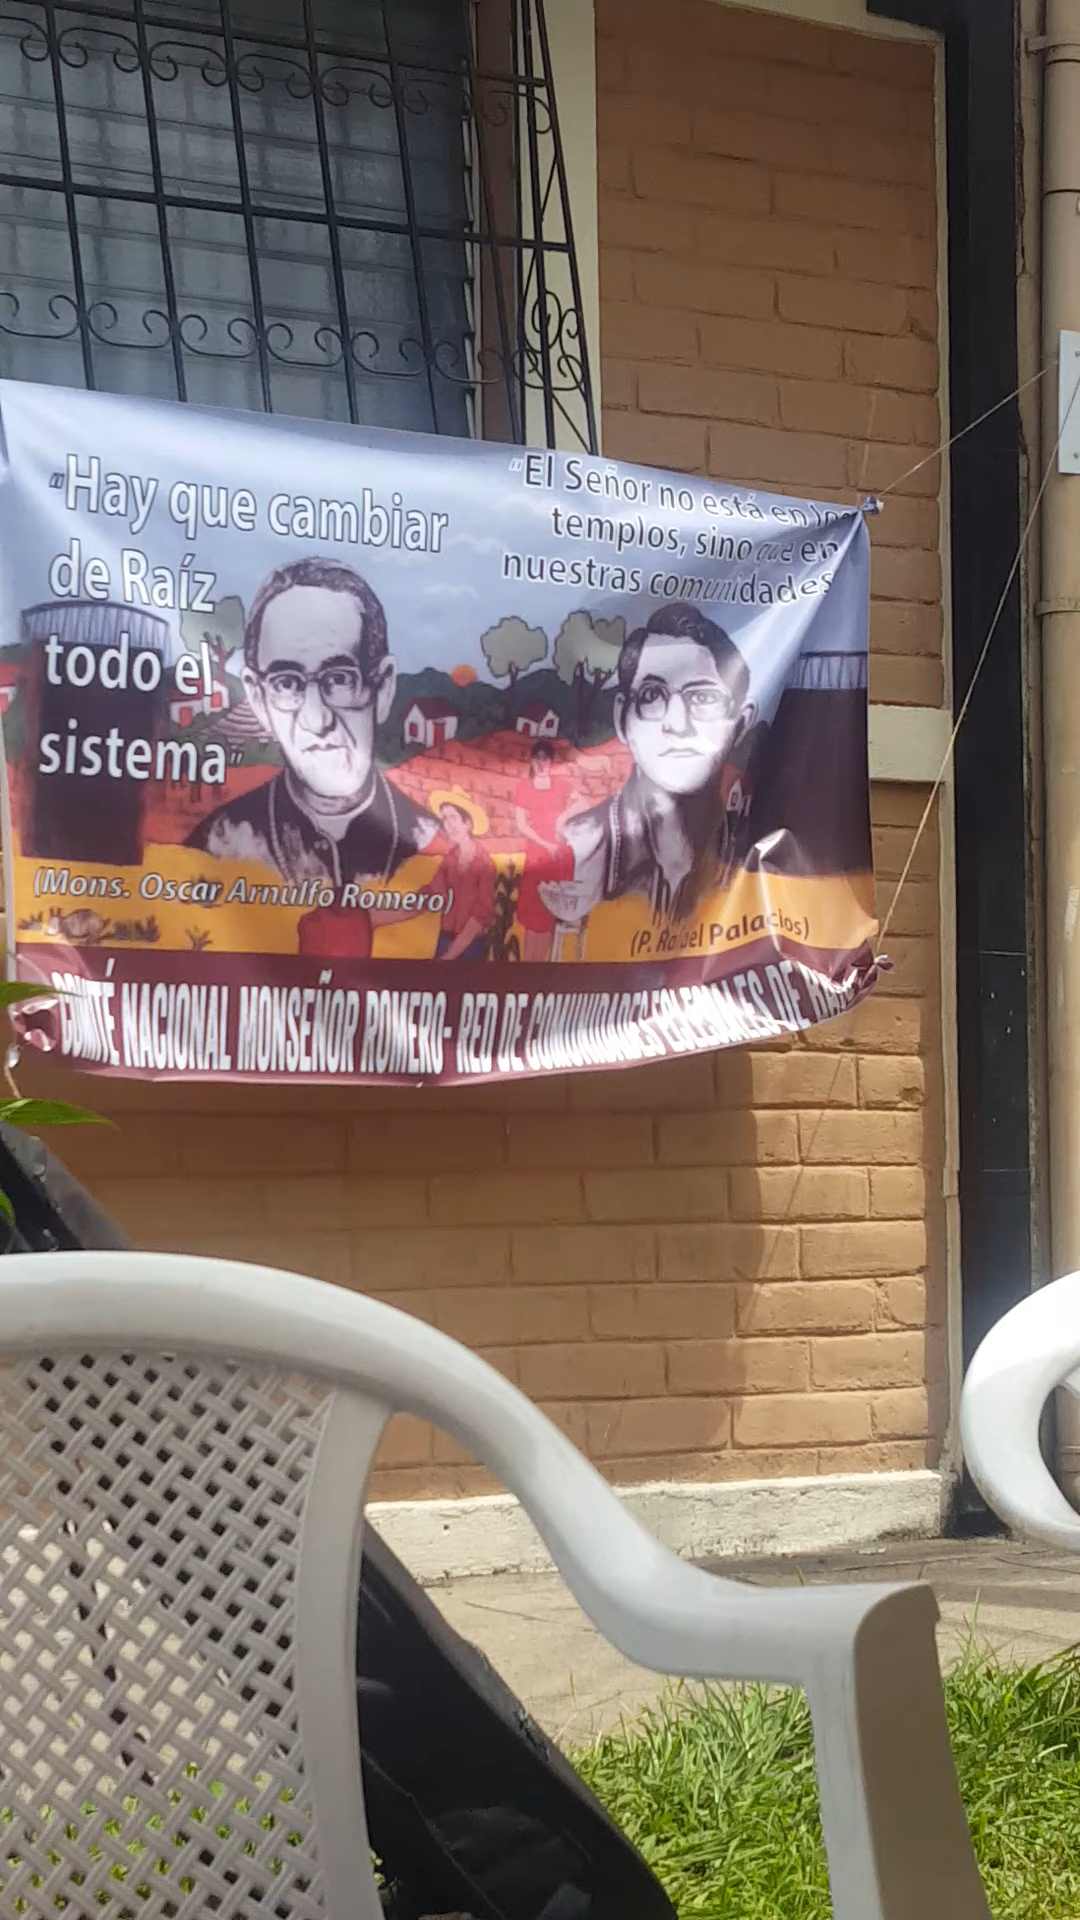 "Hay que cambiar
de Raíz
todo el
sistema"
(Mons. Oscar Arnulfo Romero)
"El Señor no está en los
templos, sino que en
nuestras comunidades
(P. Rafael Palacios)
COMITÉ NACIONAL MONSEÑOR ROMERO- RED DE COMUNIDADES ECLESIALES DE